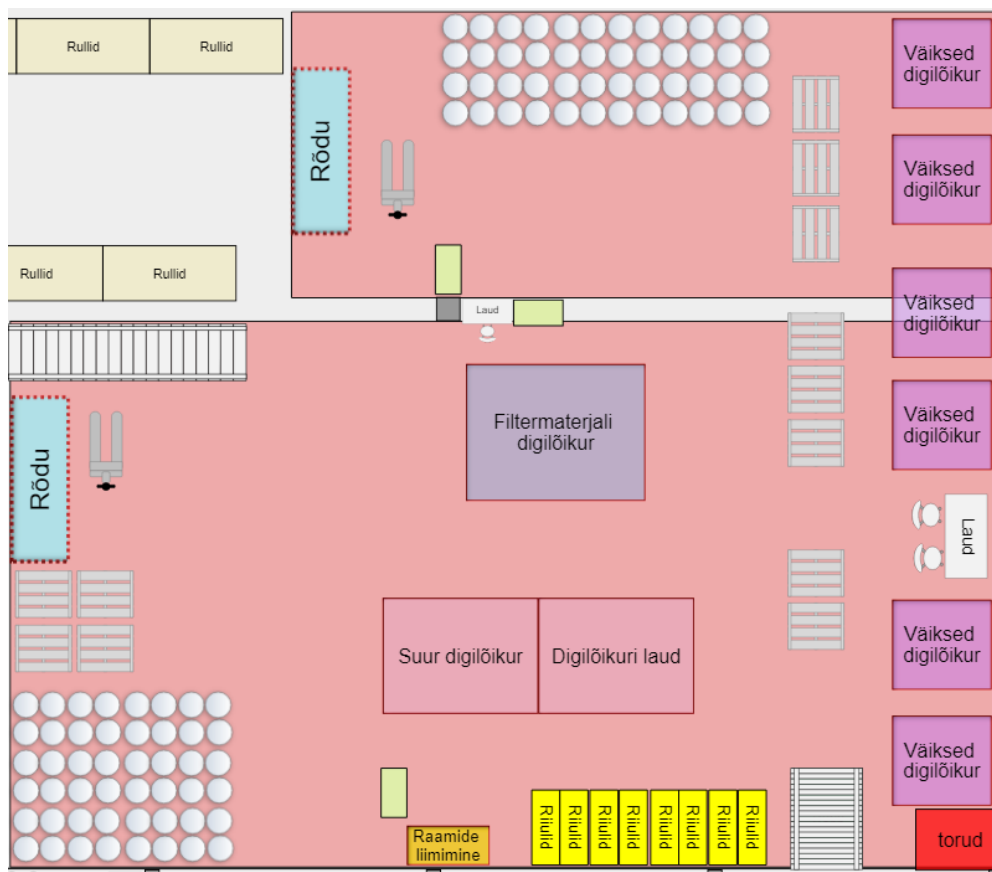 Rullid
Rullid
Väiksed
digilõikur
Rõdu
Väiksed
digilõikur
Rullid
Rullid
Väiksed
digilõikur
Laud
Filtermaterjali
digilõikur
Väiksed
digilõikur
Rõdu
Laud
Suur digilõikur
Digilõikuri laud
Väiksed
digilõikur
Väiksed
digilõikur
Raamide
liimimine
Riiulid
Riiulid
Riiulid
Riiulid
Riiulid
Riiulid
Riiulid
Riiulid
torud